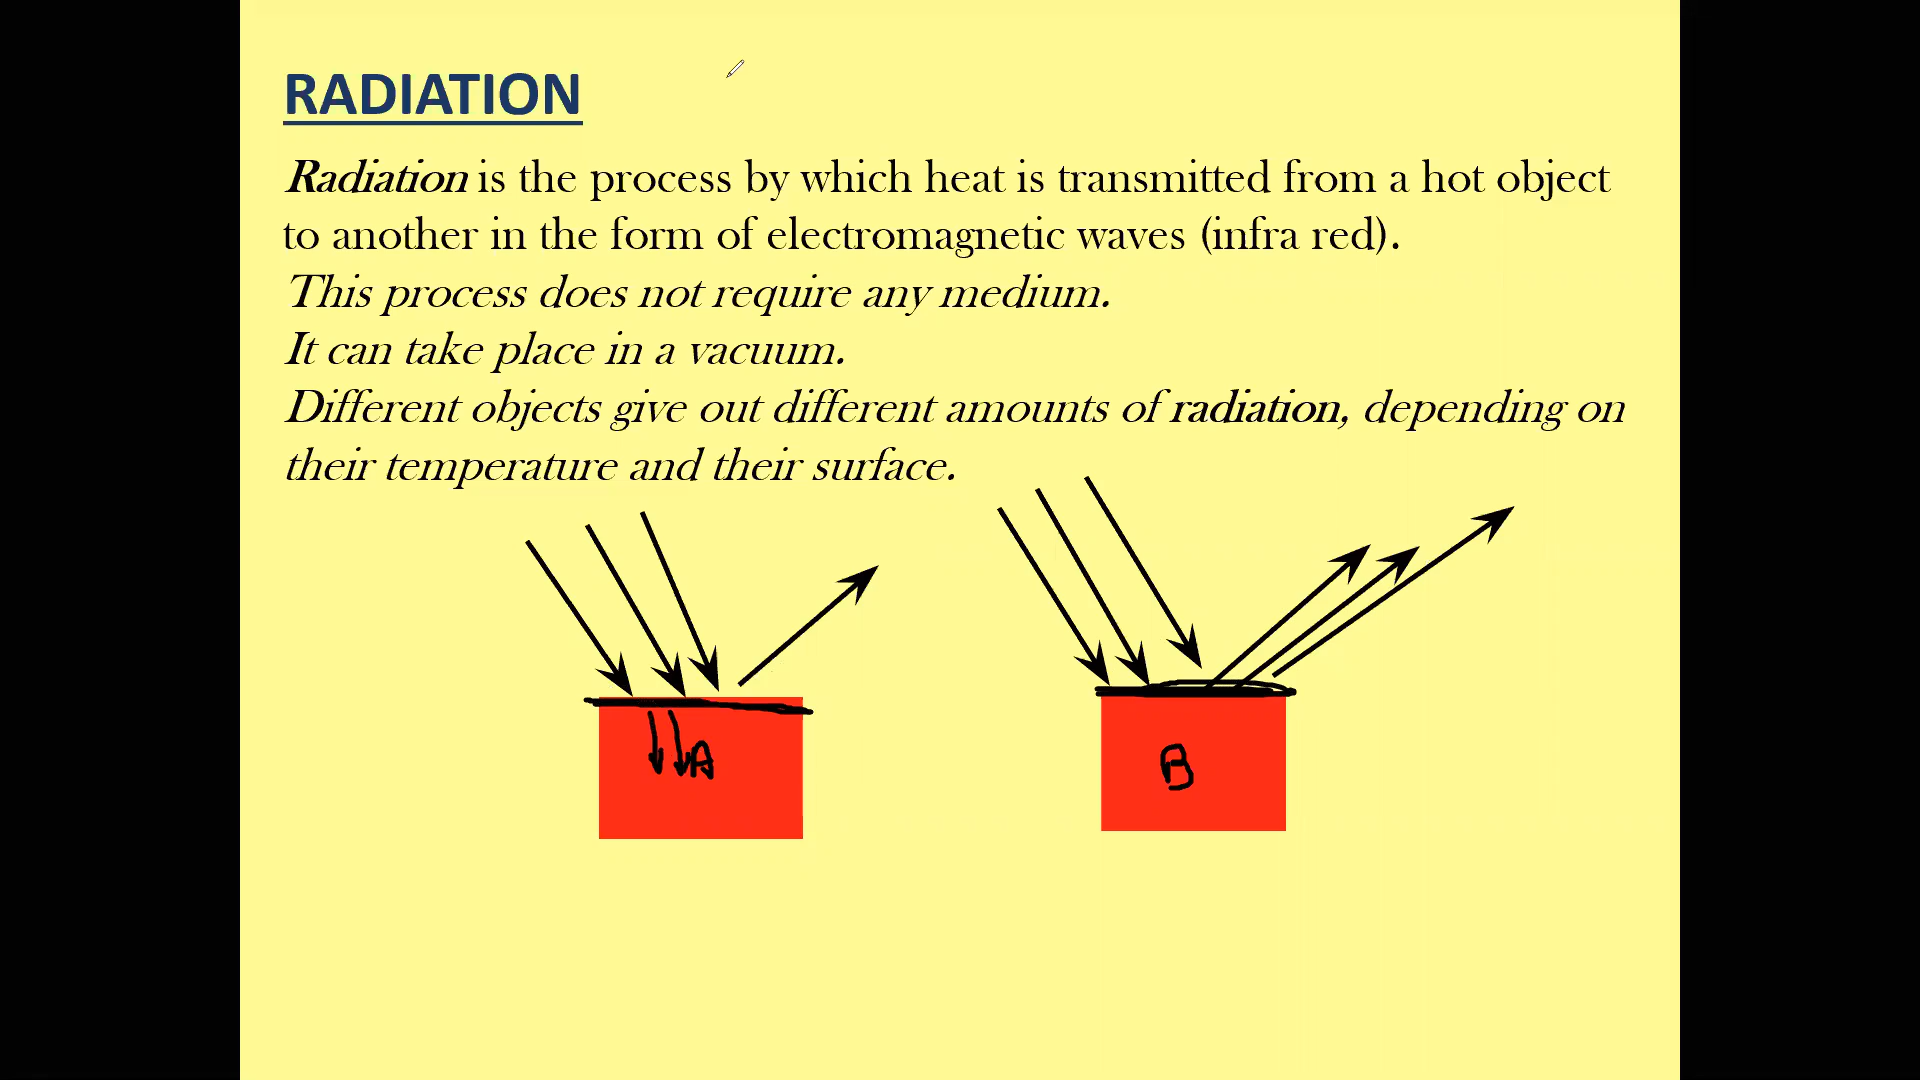 RADIATION
Radiation is the process by which heat is transmitted from a hot object
to another in the form of electromagnetic waves (infra red).
This process does not require any medium.
It can take place in a vacuum.
Different objects give out different amounts of radiation, depending on
their temperature and their surface.
A
B